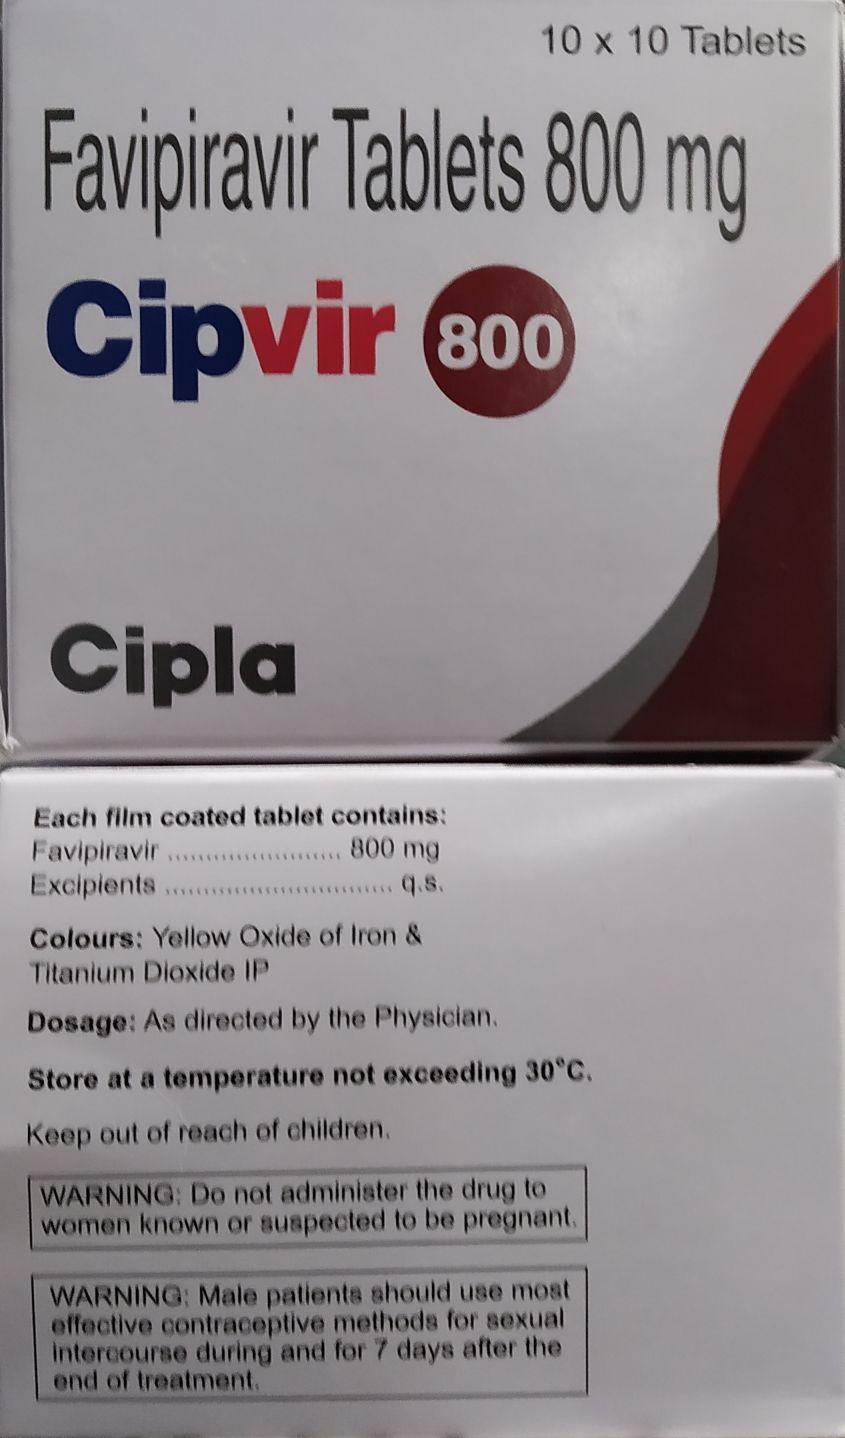 10 x 10 Tablets
Favipiravir Tablets 800 mg
Cipvir 800
Cipla
Each film coated tablet contains:
Favipiravir ........................ 800 mg
Excipients ................................ q.s.
Colours: Yellow Oxide of Iron &
Titanium Dioxide IP
Dosage: As directed by the Physician.
Store at a temperature not exceeding 30°C.
Keep out of reach of children.
WARNING: Do not administer the drug to
women known or suspected to be pregnant.
WARNING: Male patients should use most
effective contraceptive methods for sexual
intercourse during and for 7 days after the
end of treatment.